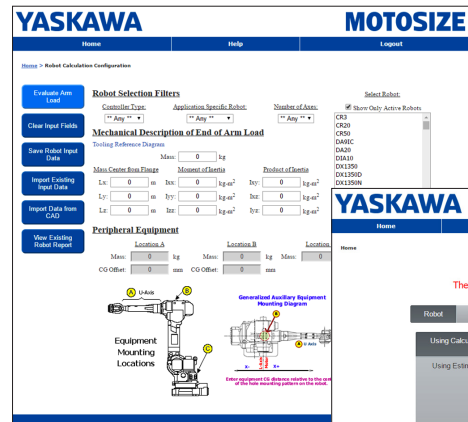 YASKAWA
MOTOSIZE
Home Help Logout
Home > Robot Calculation Configuration
Evaluate Arm Load
Clear Input Fields
Save Robot Input Data
Import Existing Input Data
Import Data from CAD
View Existing Robot Report
Robot Selection Filters
Controller Type: Application Specific Robot: Number of Axes:
** Any ** ** Any ** ** Any **
Select Robot:
Show Only Active Robots
CR3
CR20
CR50
DA9IC
DA20
DIA10
DX1350
DX1350D
DX1350N
Mechanical Description of End of Arm Load
Tooling Reference Diagram
Mass: 0 kg
Mass Center from Flange Moment of Inertia Product of Inertia
Lx: 0 m Ixx: 0 kg-m² Ixy: 0 kg-m²
Ly: 0 m Iyy: 0 kg-m² Ixz: 0 kg-m²
Lz: 0 m Izz: 0 kg-m² Iyz: 0 kg-m²
Peripheral Equipment
Location A Location B Location
Mass: 0 kg Mass: 0 kg Mass: 0
CG Offset: 0 mm CG Offset: 0 mm
A U-Axis B
Equipment Mounting Locations
C
Generalized Auxiliary Equipment
Mounting Diagram
B
A U Axis
X- X+
Enter equipment CG distance relative to the cast
of the hole mounting pattern on the robot.
YASKAWA
Home
Home
The
Robot
Using Calcu
Using Estin